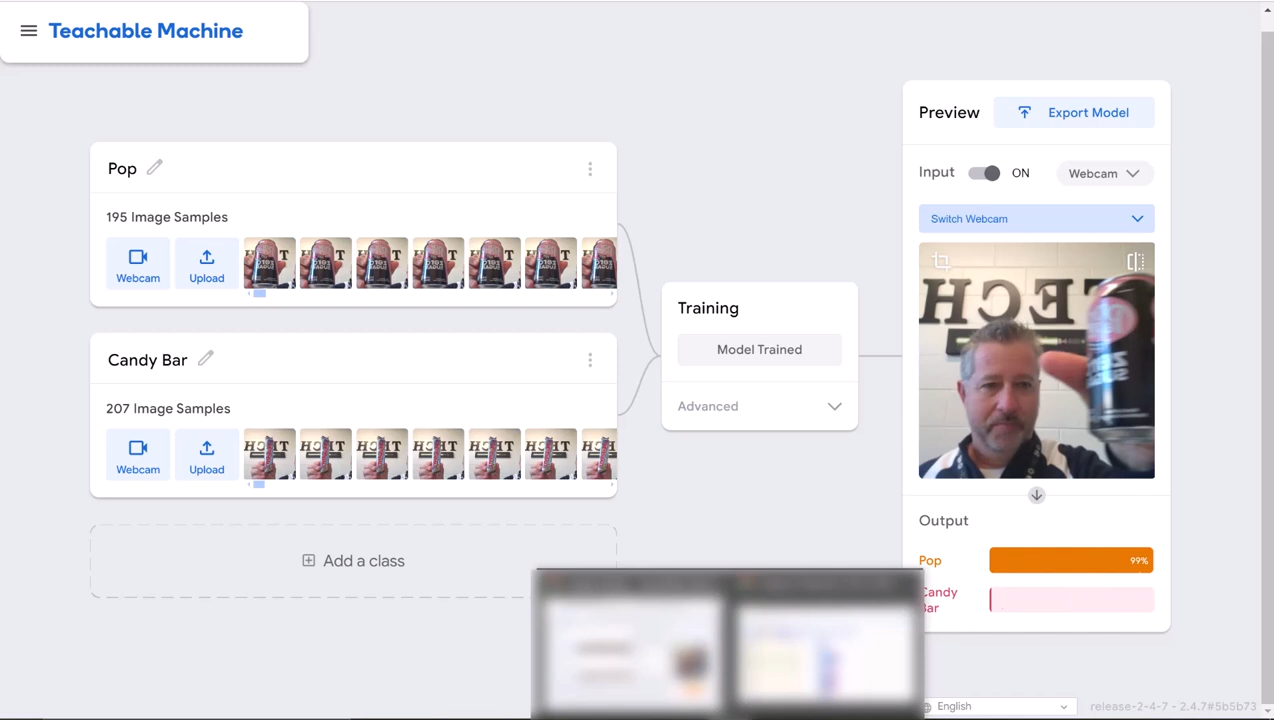 Teachable Machine
Preview
Export Model
Pop
Input
ON
Webcam
195 Image Samples
Switch Webcam
Webcam
Upload
TECH
Training
Model Trained
Candy Bar
Advanced
207 Image Samples
Webcam
Upload
Output
Add a class
Pop
99%
Candy
Bar
English
release-2-4-7 - 2.4.7#5b5b73